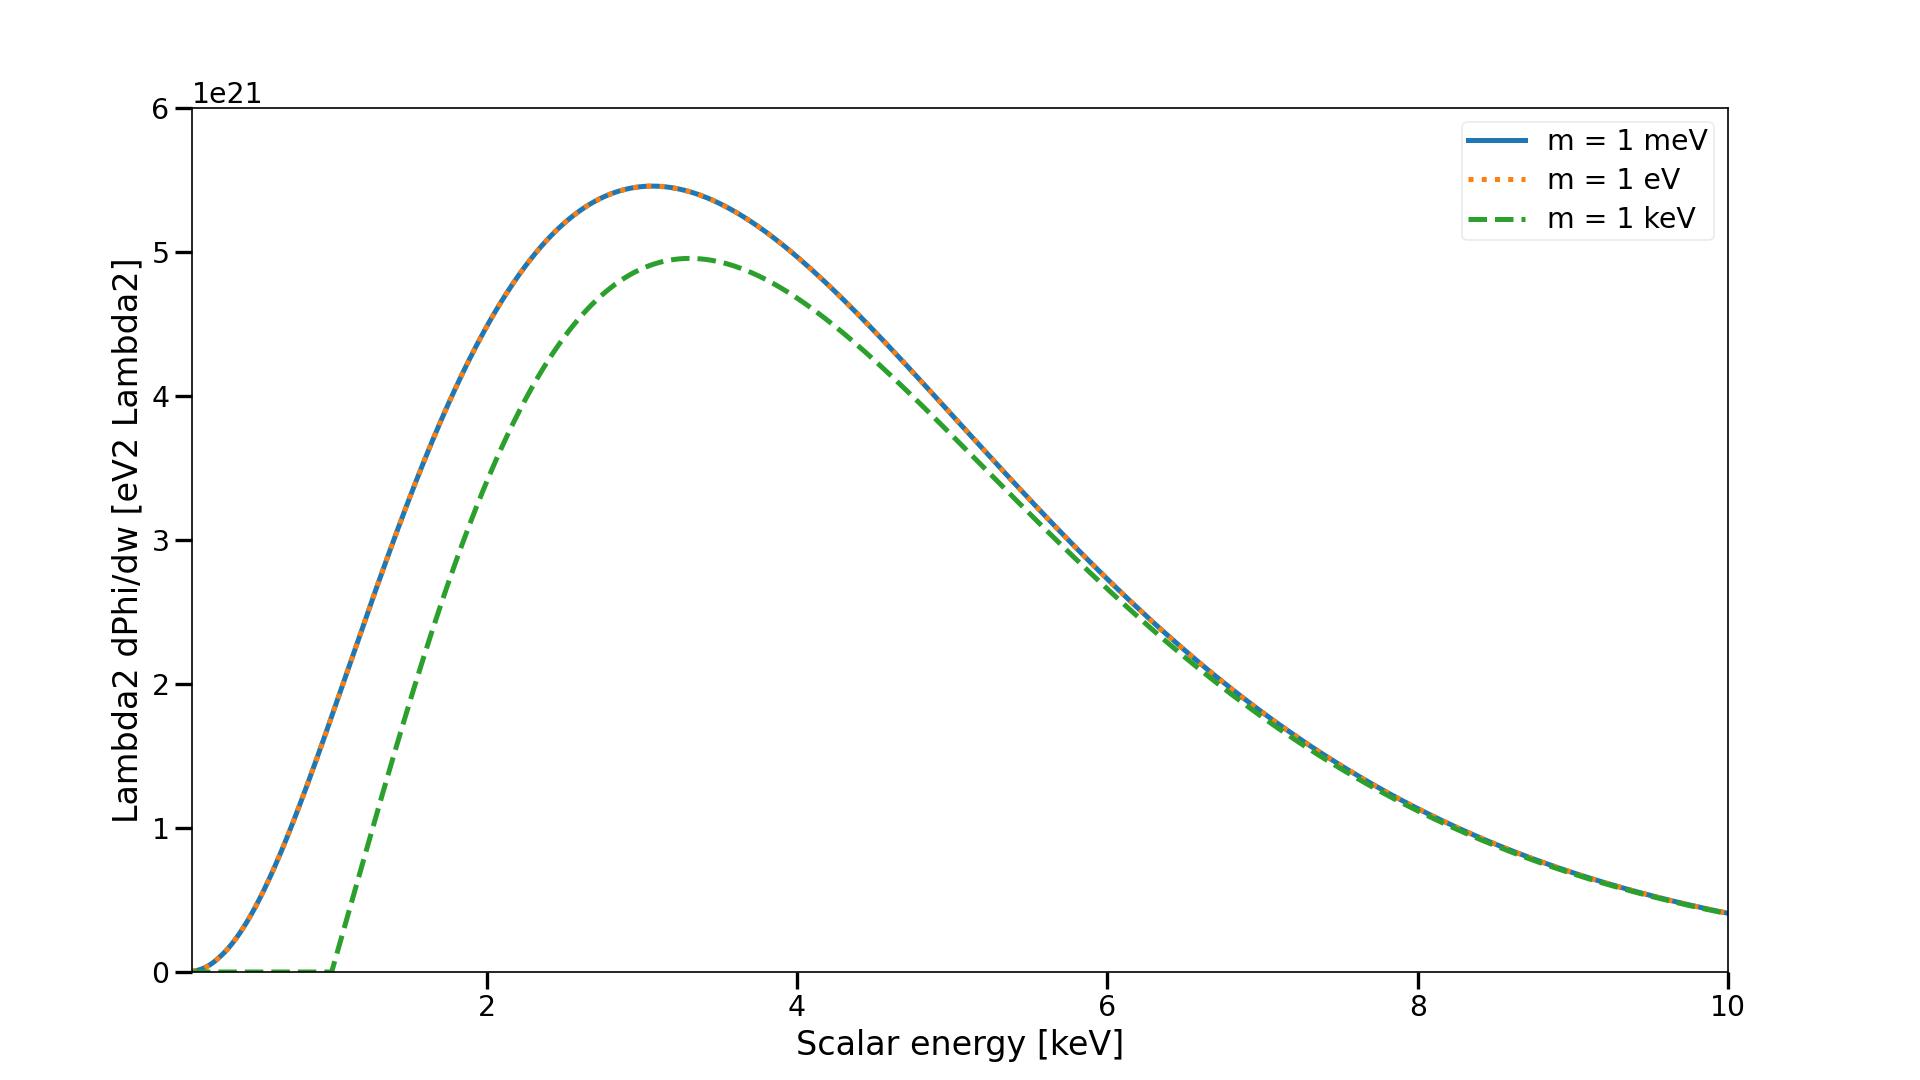 1e21
6
5
4
3
2
1
0
Lambda2 dPhi/dw [eV2 Lambda2]
m = 1 meV
m = 1 eV
m = 1 keV
2 4 6 8 10
Scalar energy [keV]